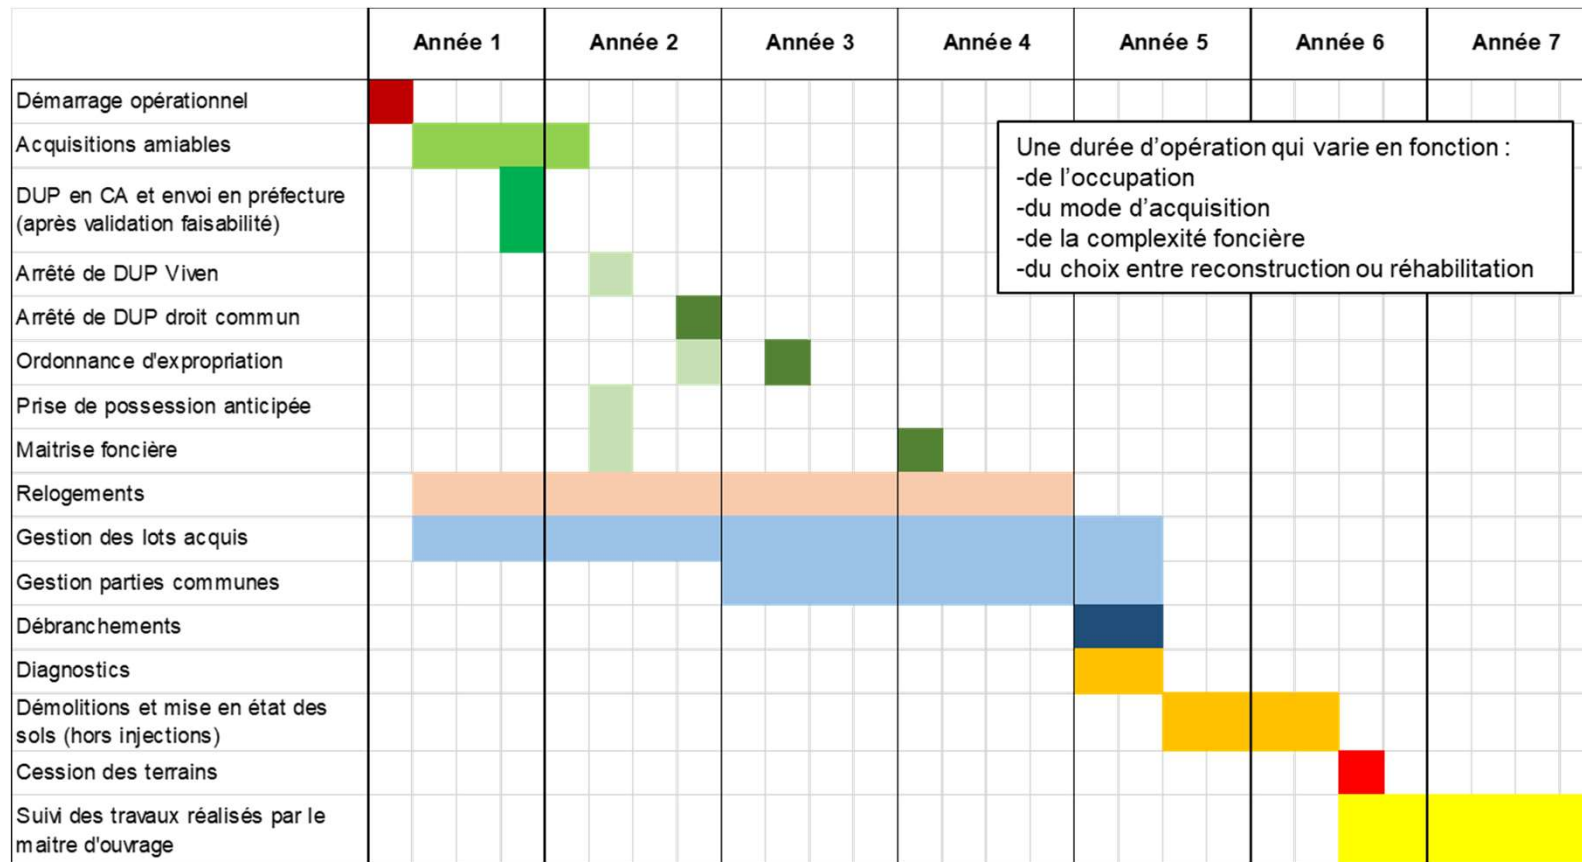 Année 1 Année 2 Année 3 Année 4 Année 5 Année 6 Année 7
Démarrage opérationnel
Acquisitions amiables
DUP en CA et envoi en préfecture
(après validation faisabilité)
Arrêté de DUP Viven
Arrêté de DUP droit commun
Ordonnance d'expropriation
Prise de possession anticipée
Maitrise foncière
Relogements
Gestion des lots acquis
Gestion parties communes
Débranchements
Diagnostics
Démolitions et mise en état des
sols (hors injections)
Cession des terrains
Suivi des travaux réalisés par le
maitre d'ouvrage
Une durée d’opération qui varie en fonction :
-de l’occupation
-du mode d’acquisition
-de la complexité foncière
-du choix entre reconstruction ou réhabilitation